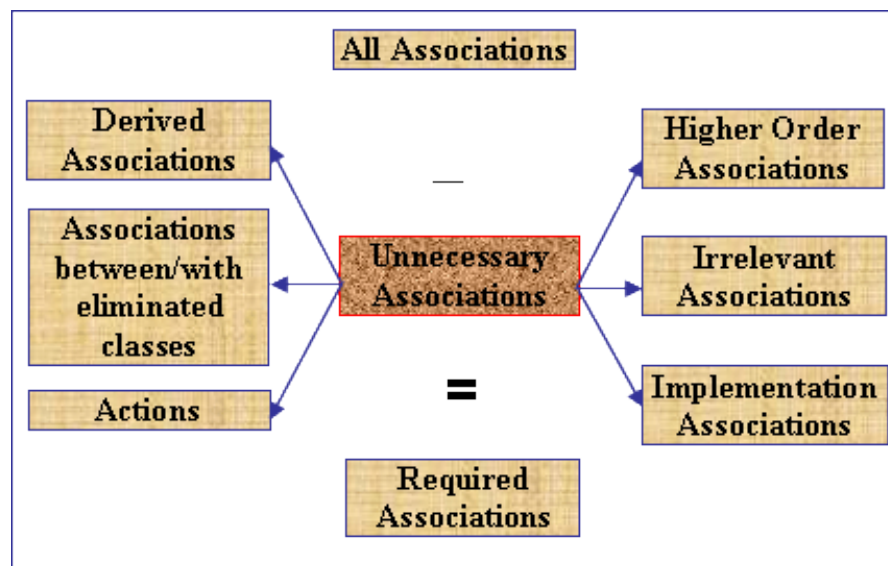 All Associations
Derived
Associations
Higher Order
Associations
—
Associations
between/with
eliminated
classes
Unnecessary
Associations
Irrelevant
Associations
Actions
=
Implementation
Associations
Required
Associations